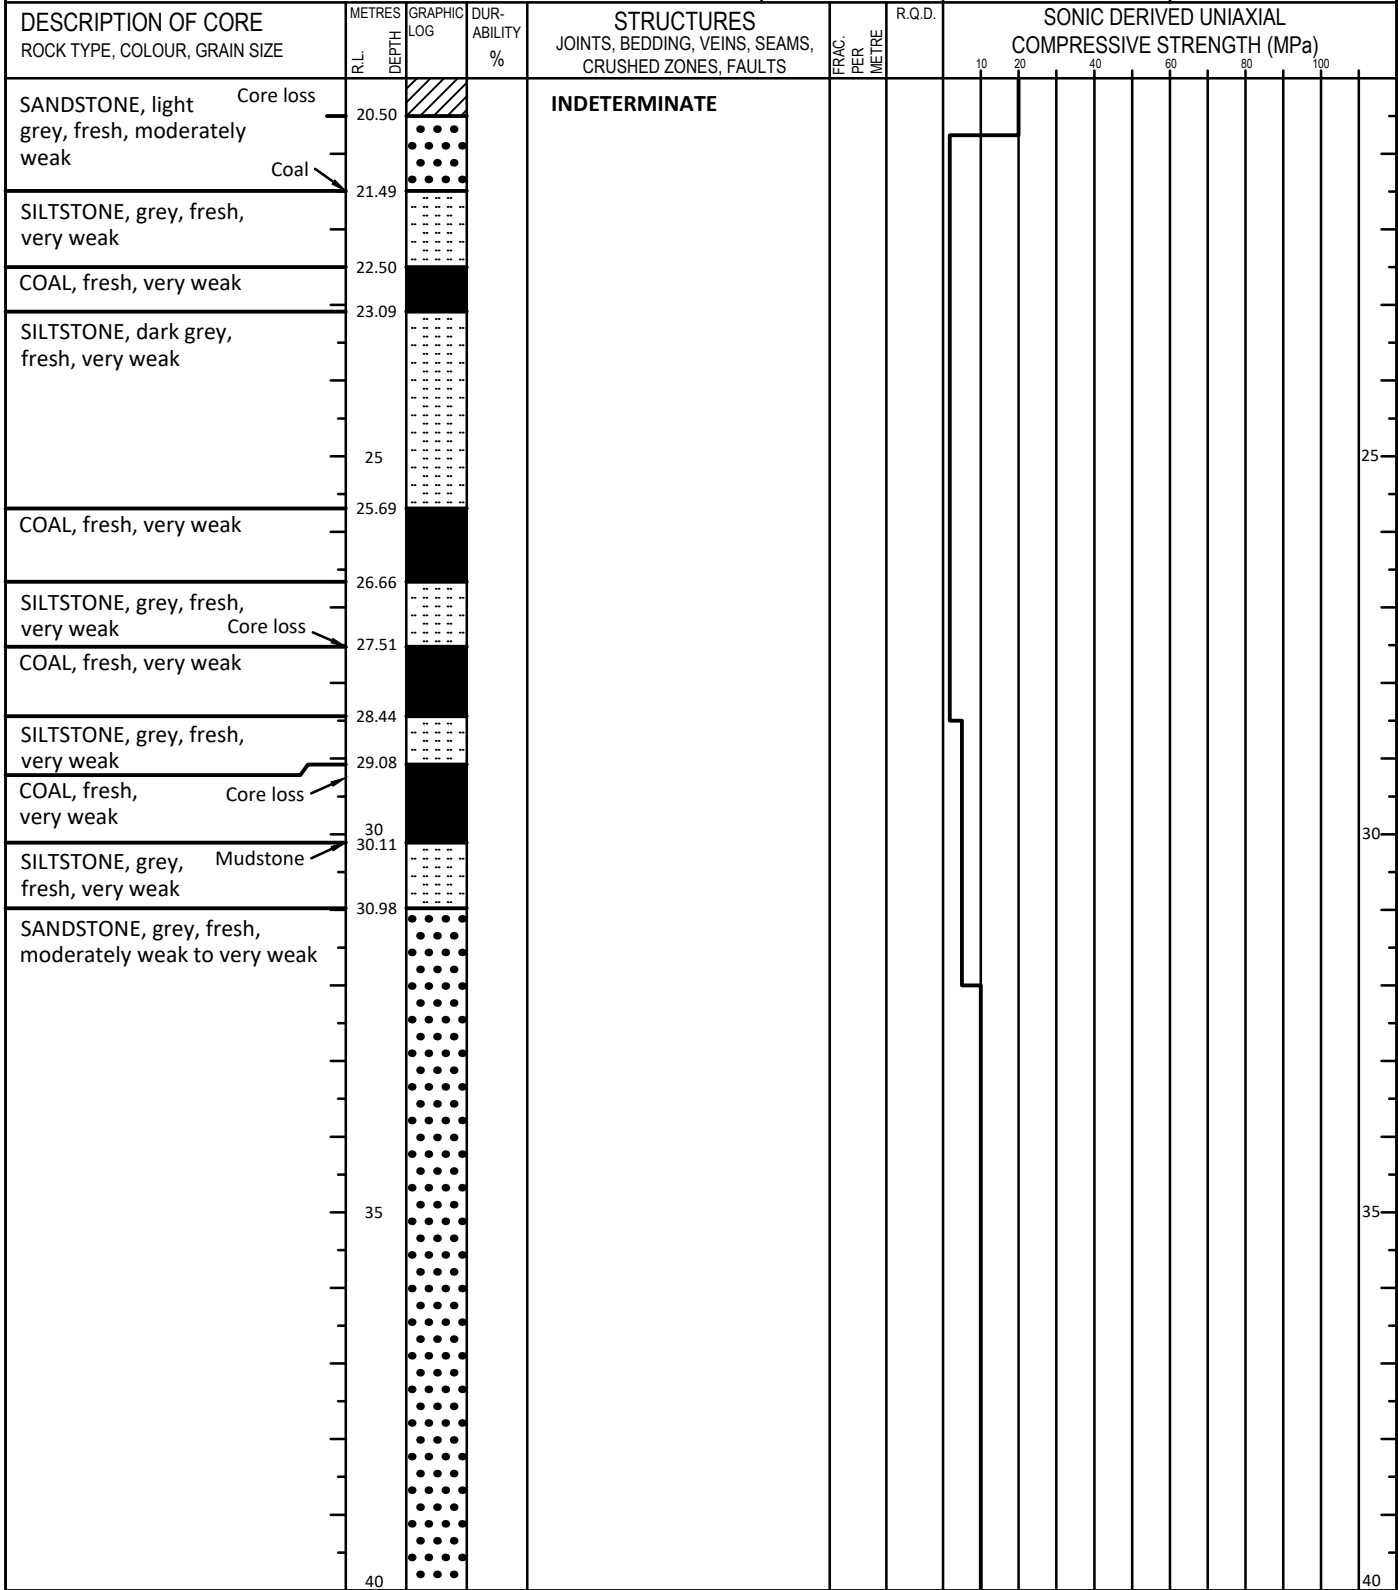 DESCRIPTION OF CORE
ROCK TYPE, COLOUR, GRAIN SIZE
METRES
R.L.
DEPTH
GRAPHIC
LOG
DUR-
ABILITY
%
STRUCTURES
JOINTS, BEDDING, VEINS, SEAMS,
CRUSHED ZONES, FAULTS
FRAC.
PER
METRE
R.Q.D.
SONIC DERIVED UNIAXIAL
COMPRESSIVE STRENGTH (MPa)
10 20 40 60 80 100
Core loss
SANDSTONE, light
grey, fresh, moderately
weak
20.50
INDETERMINATE
Coal
21.49
SILTSTONE, grey, fresh,
very weak
22.50
COAL, fresh, very weak
23.09
SILTSTONE, dark grey,
fresh, very weak
25
25
25.69
COAL, fresh, very weak
26.66
SILTSTONE, grey, fresh,
very weak
Core loss
27.51
COAL, fresh, very weak
28.44
SILTSTONE, grey, fresh,
very weak
29.08
COAL, fresh,
very weak
Core loss
30
30
30.11
Mudstone
SILTSTONE, grey,
fresh, very weak
30.98
SANDSTONE, grey, fresh,
moderately weak to very weak
35
35
40
40